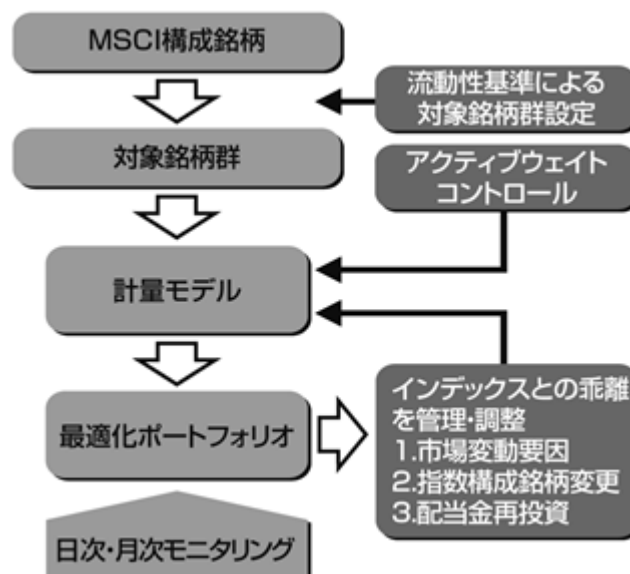 MSCI構成銘柄
流動性基準による
対象銘柄群設定
対象銘柄群
アクティブウェイト
コントロール
計量モデル
最適化ポートフォリオ
インデックスとの乖離
を管理・調整
1.市場変動要因
2.指数構成銘柄変更
3.配当金再投資
日次・月次モニタリング